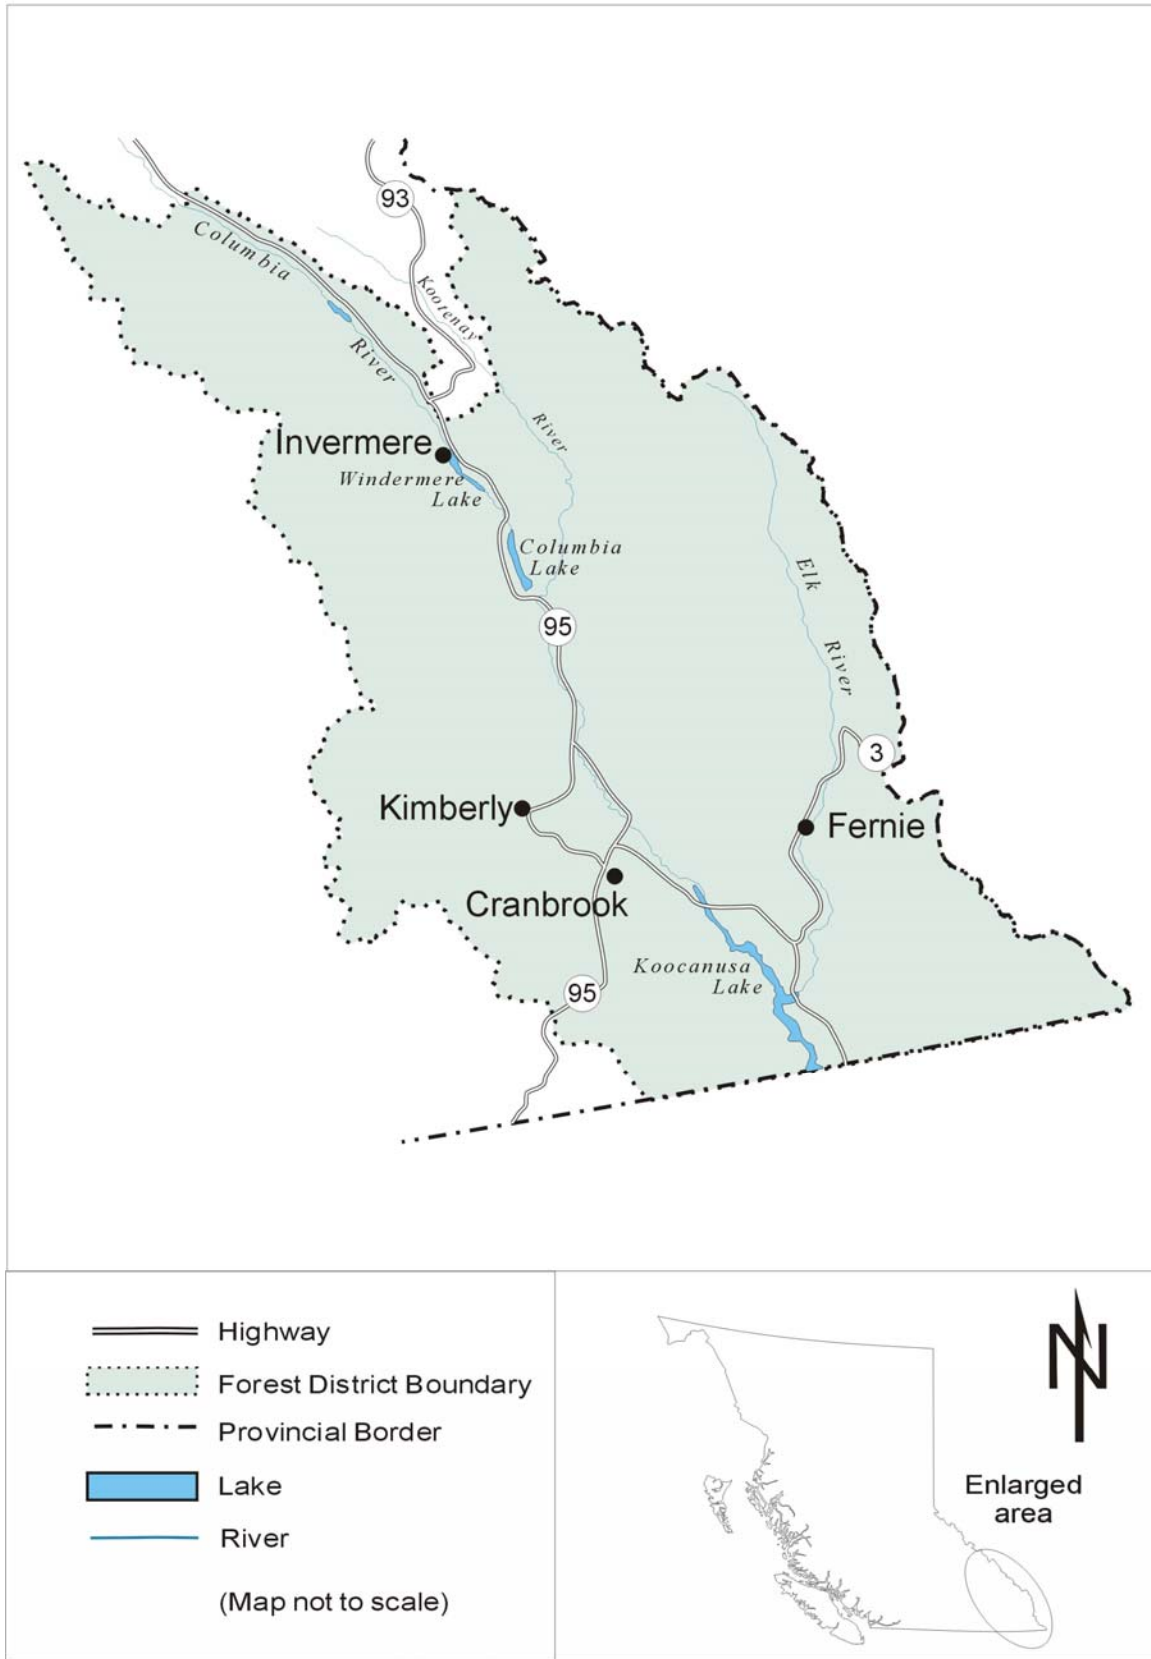 93
Columbia
River
Kootenay
River
Invermere
Windermere
Lake
Columbia
Lake
95
Elk
River
3
Kimberly
Fernie
Cranbrook
Koocanusa
Lake
95
Highway
Forest District Boundary
Provincial Border
Lake
River
(Map not to scale)
N
Enlarged
area